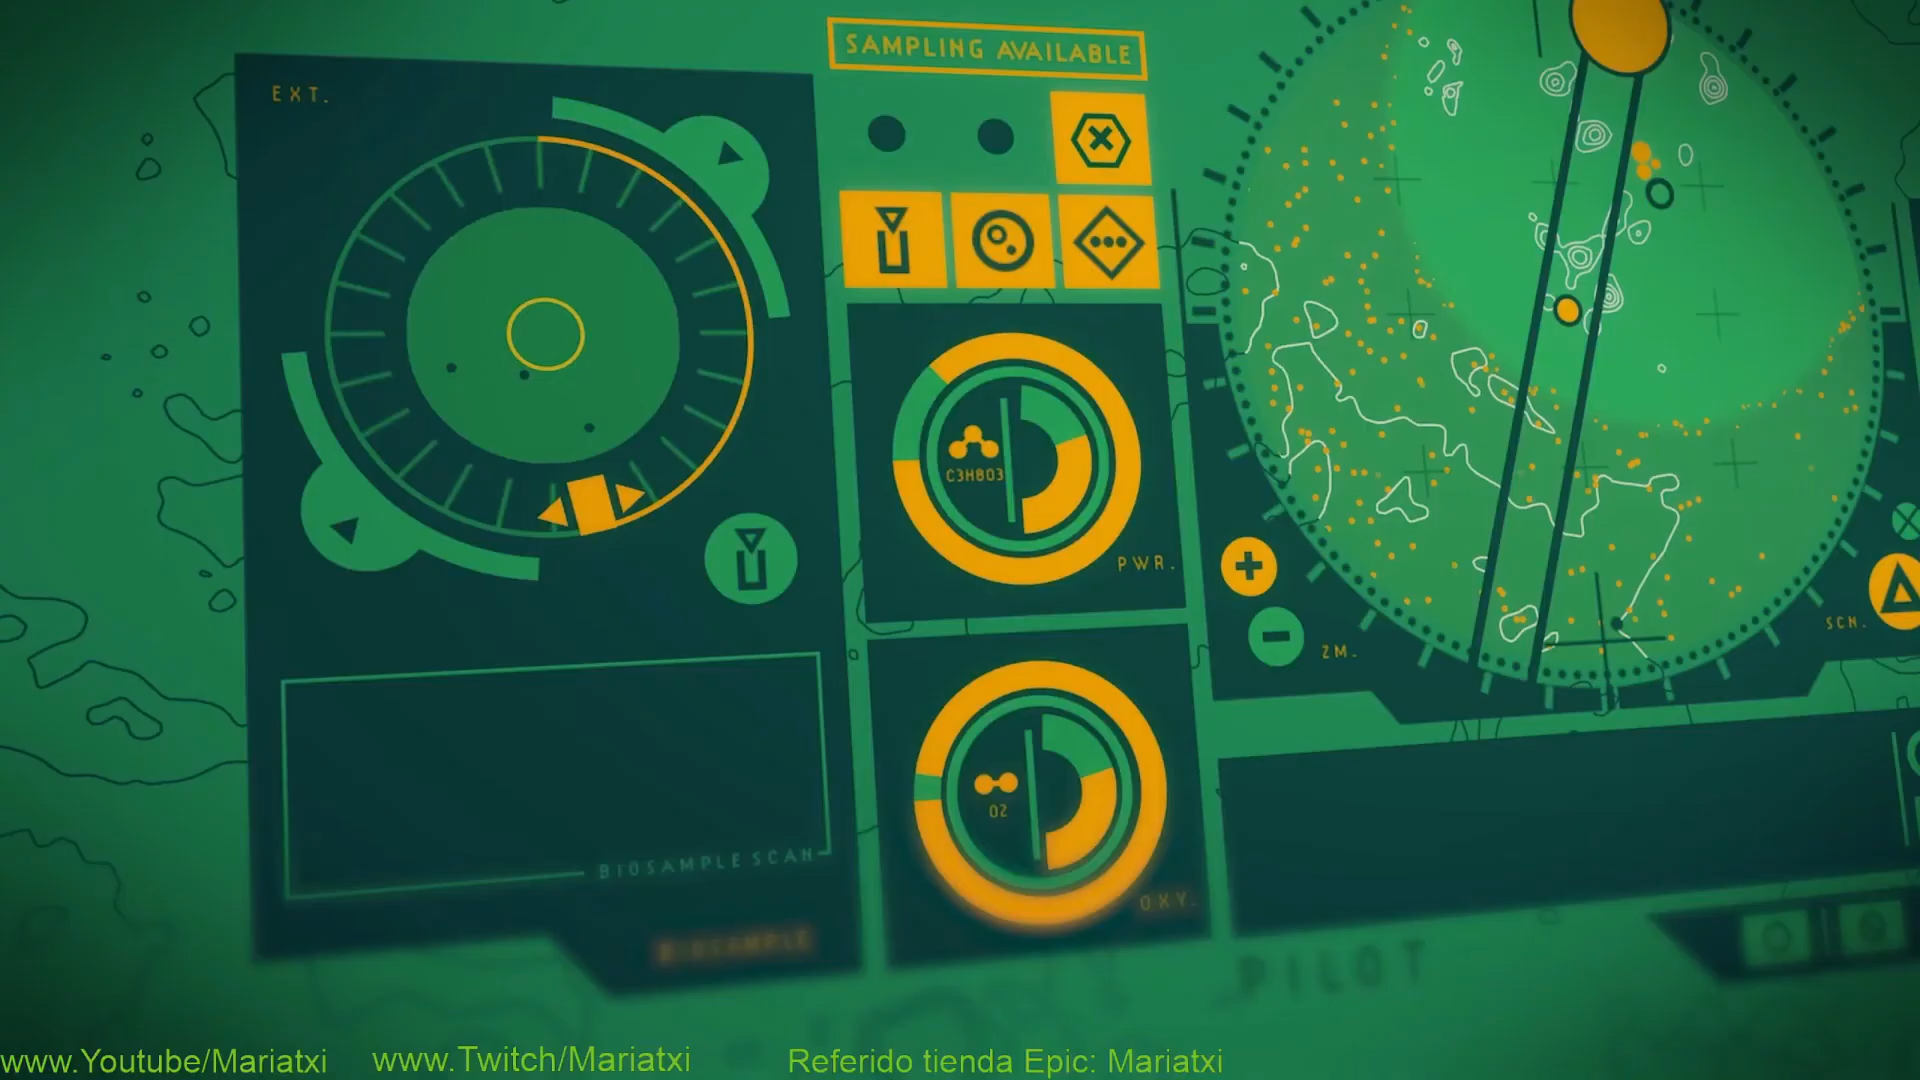 SAMPLING AVAILABLE
EXT.
C3H8O3
PWR.
ZM.
SCN.
O2
BIOSAMPLE SCAN
OXY.
BIOSAMPLE
PILOT
www.Youtube/Mariatxi
www.Twitch/Mariatxi
Referido tienda Epic: Mariatxi